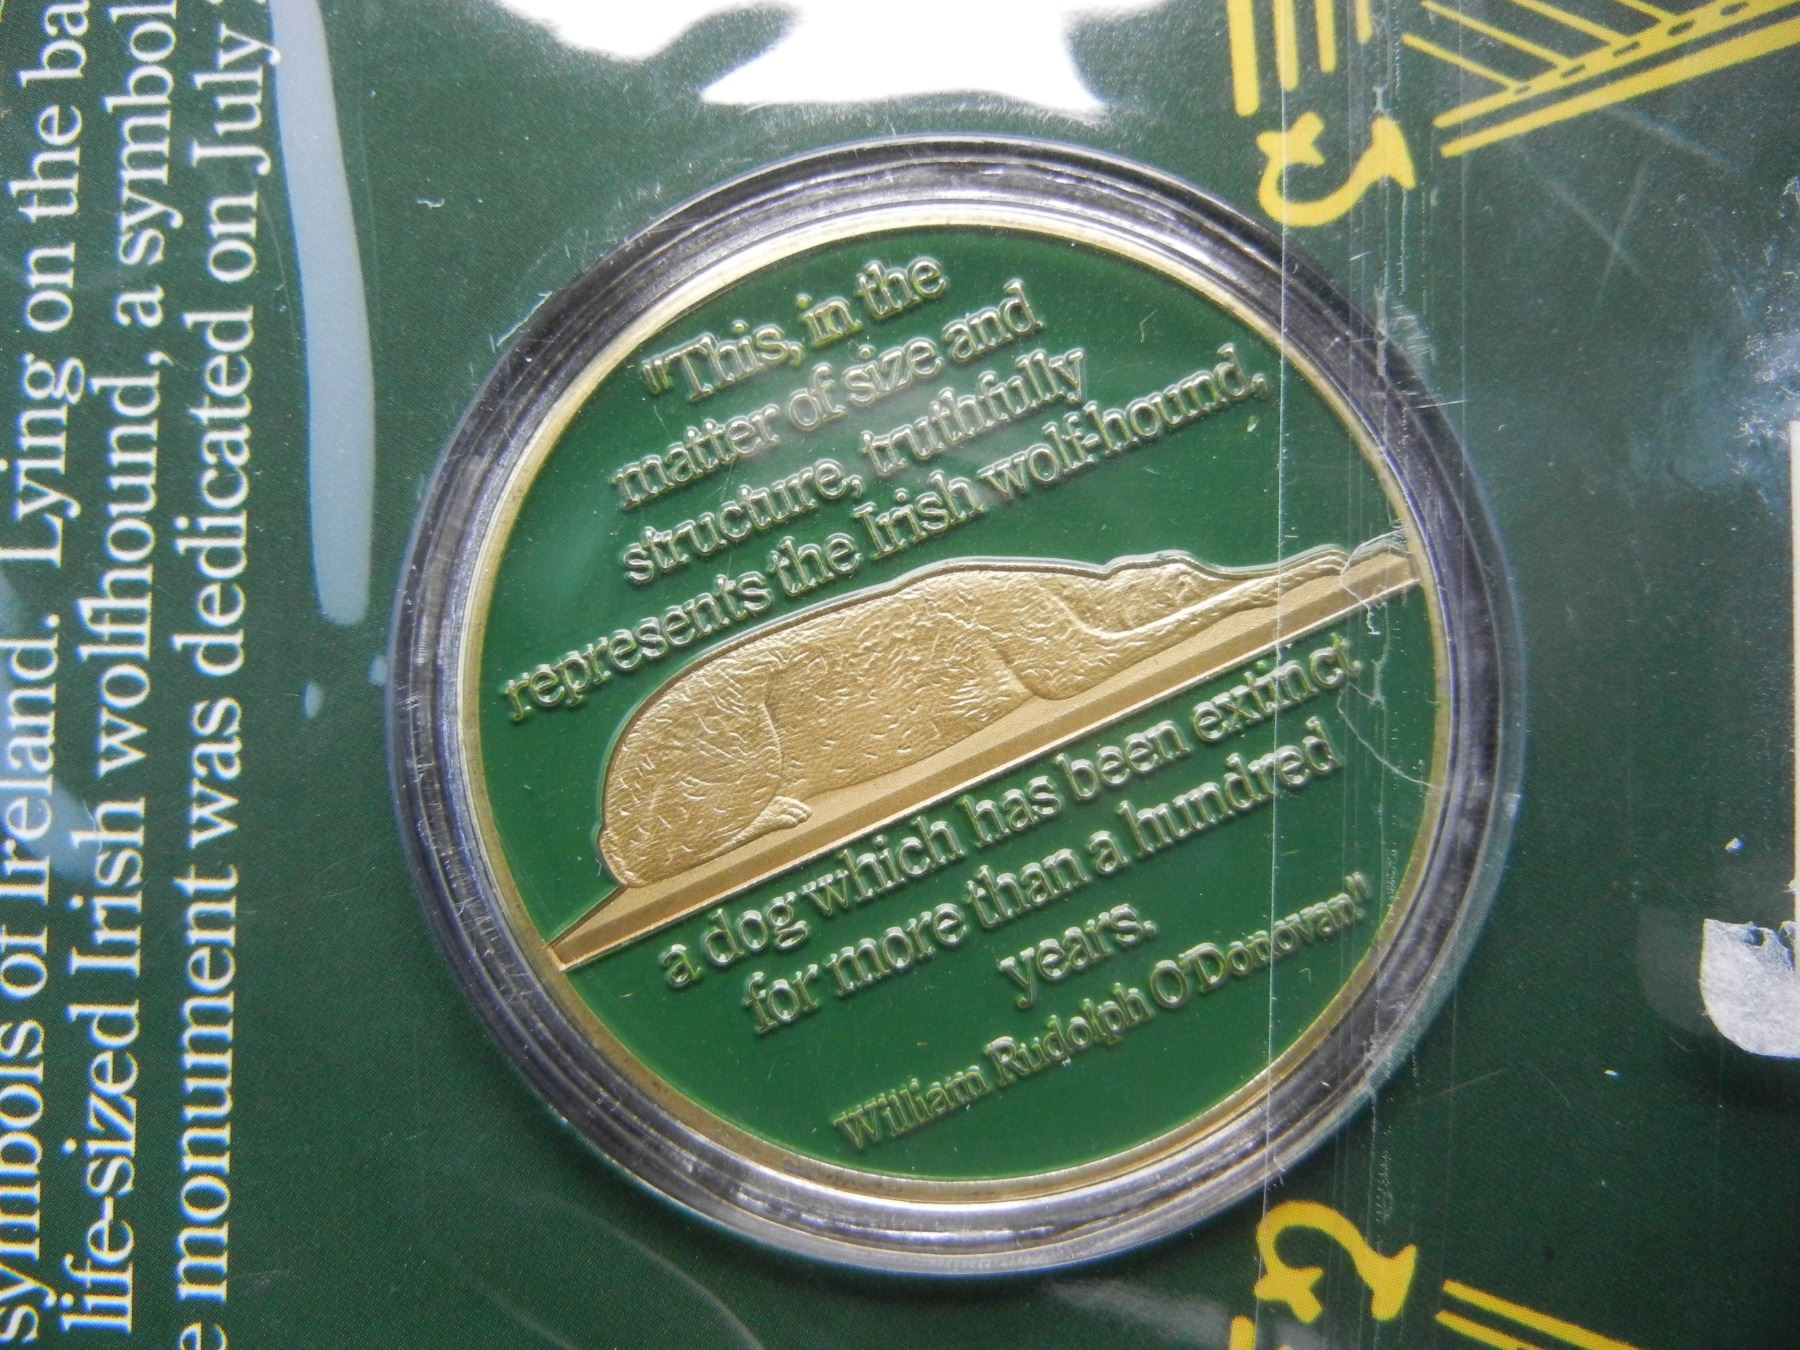 symbols of Ireland. Lying on the ba
life-sized Irish wolfhound, a symbol
e monument was dedicated on July
"This, in the
matter of size and
structure, truthfully
represents the Irish wolf-hound,
a dog which has been extinct
for more than a hundred
years.
William Rudolph O'Donovan"